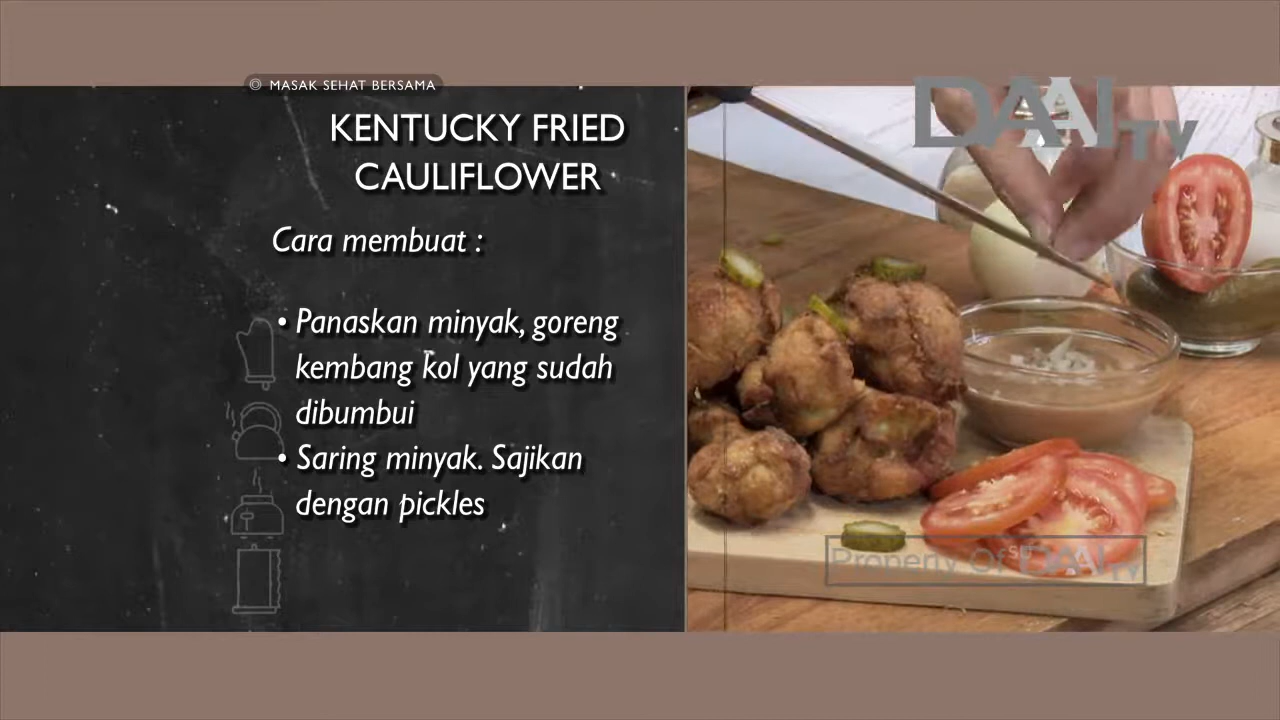 MASAK SEHAT BERSAMA
DAAI TV
KENTUCKY FRIED
CAULIFLOWER
Cara membuat :
• Panaskan minyak, goreng
kembang kol yang sudah
dibumbui
• Saring minyak. Sajikan
dengan pickles
Property Of DAAI TV